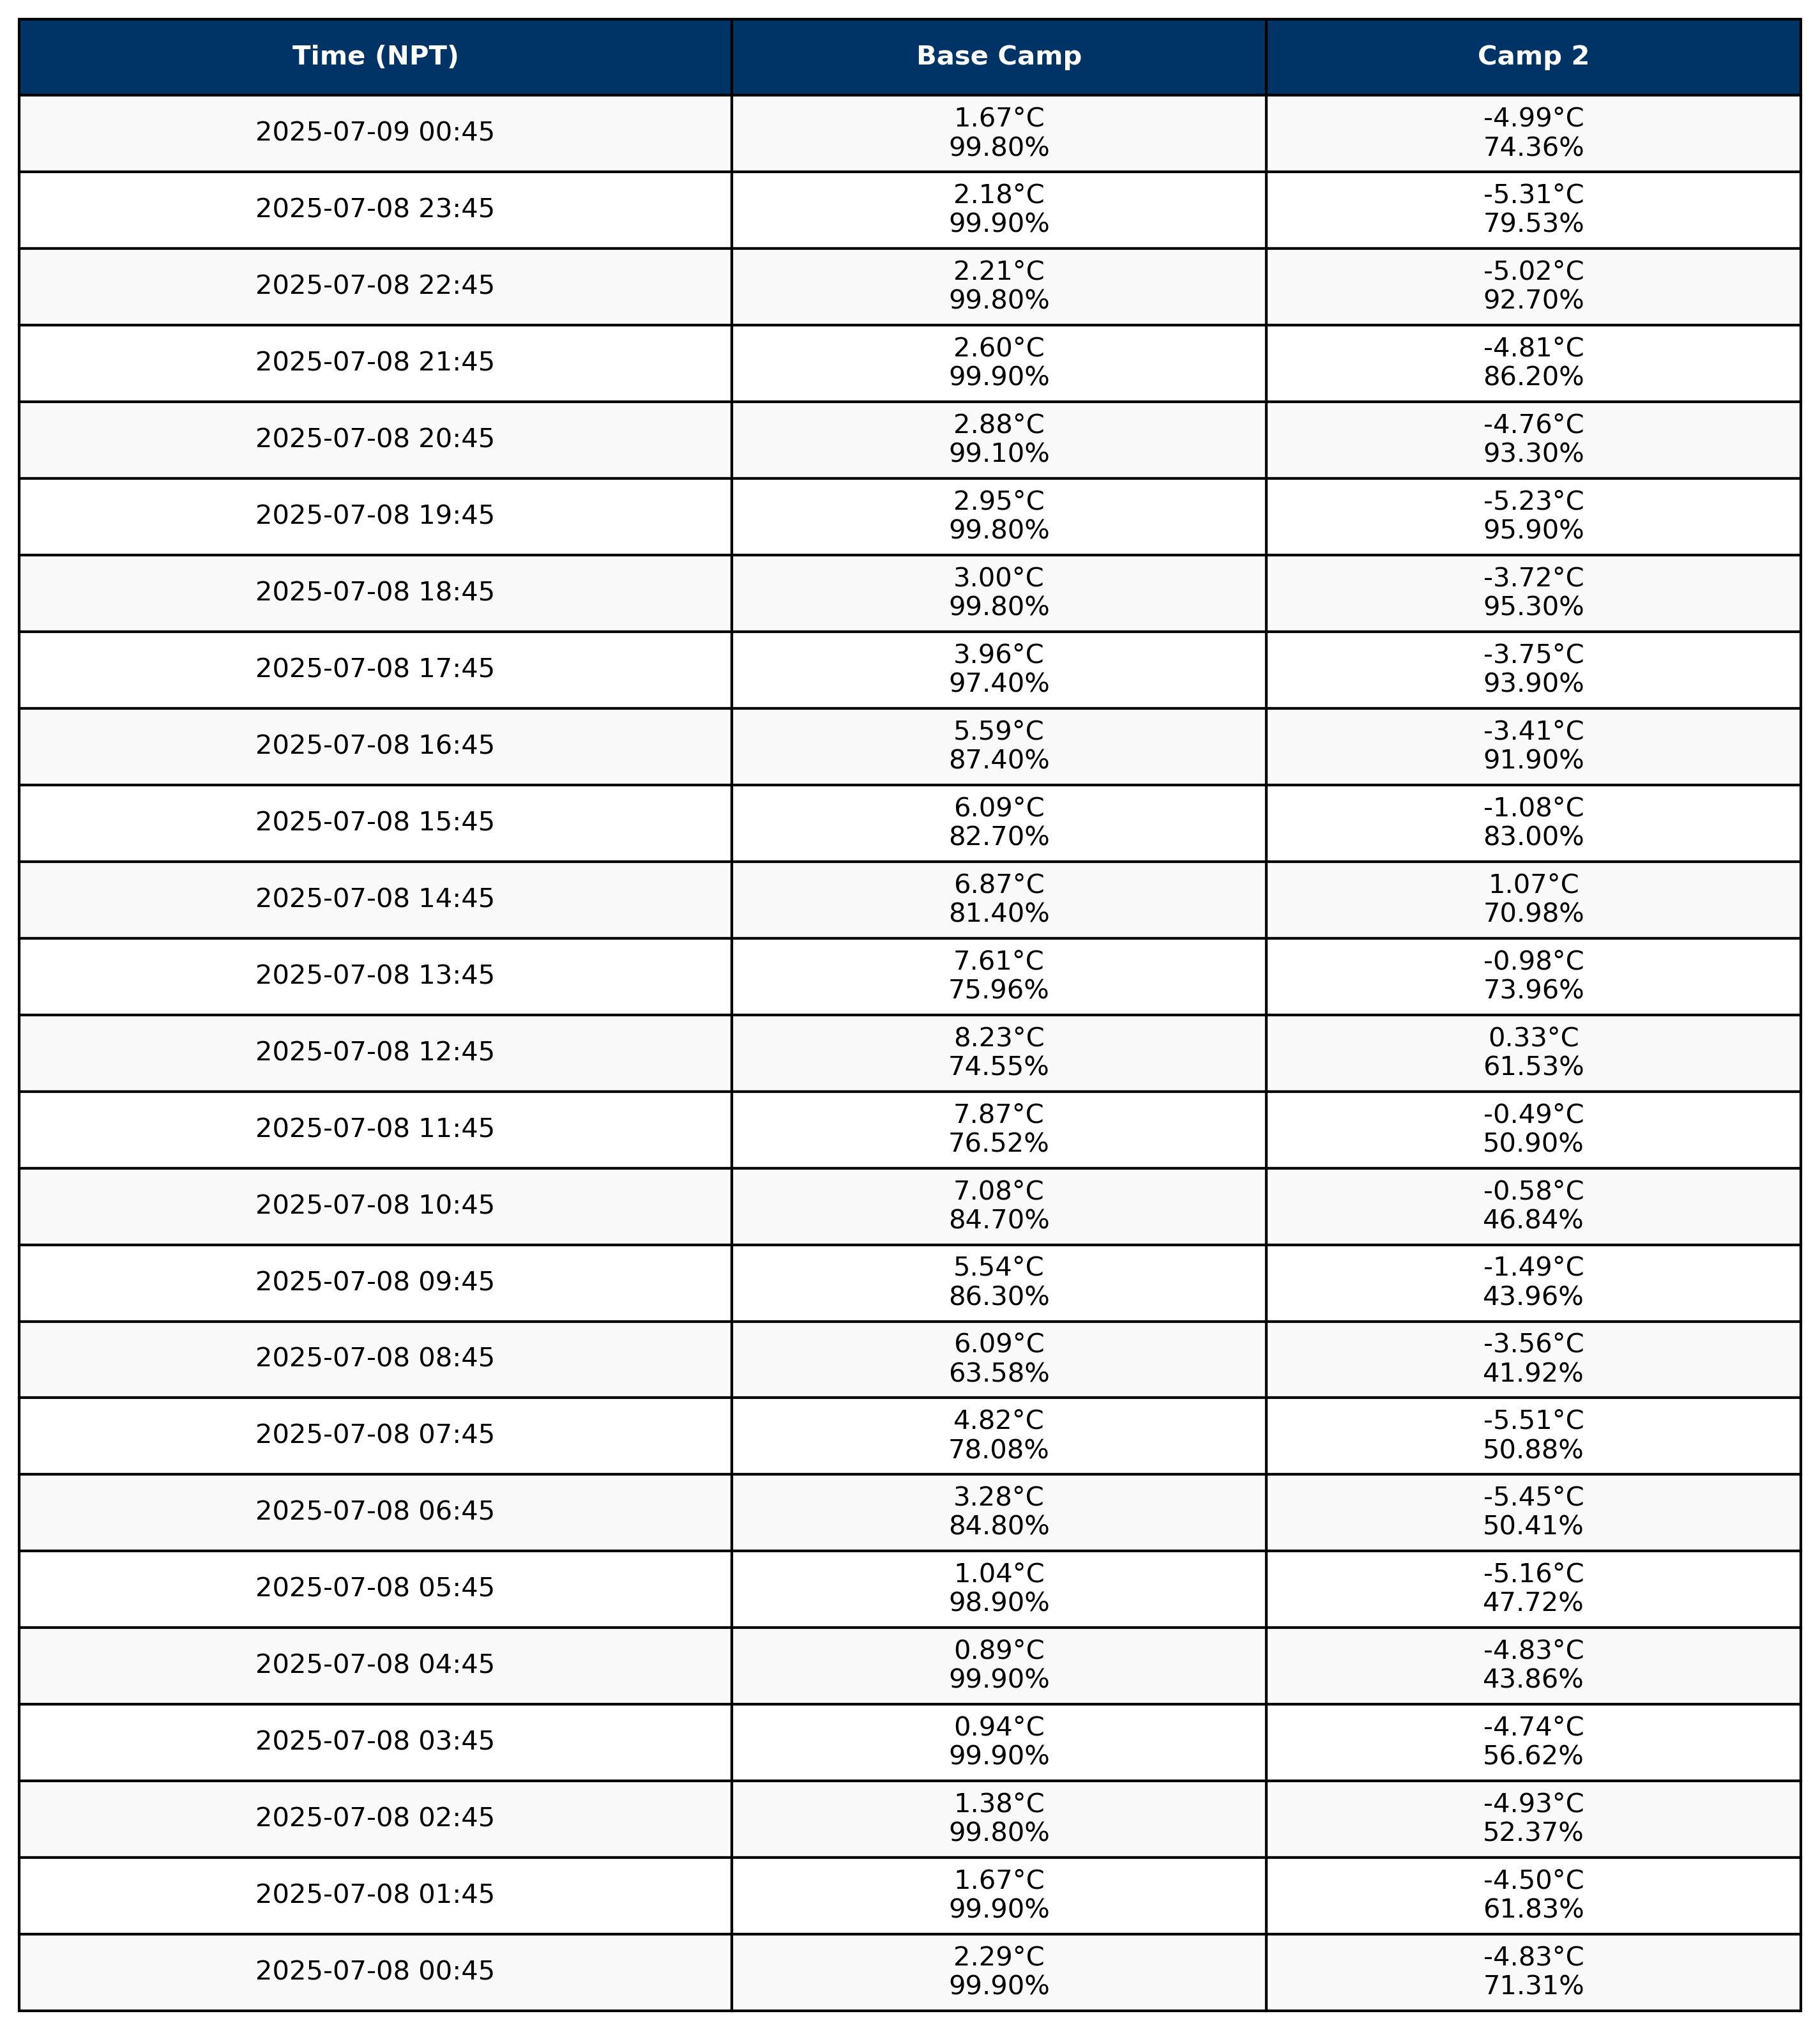 Time (NPT) Base Camp Camp 2
2025-07-09 00:45 1.67°C -4.99°C
99.80% 74.36%
2025-07-08 23:45 2.18°C -5.31°C
99.90% 79.53%
2025-07-08 22:45 2.21°C -5.02°C
99.80% 92.70%
2025-07-08 21:45 2.60°C -4.81°C
99.90% 86.20%
2025-07-08 20:45 2.88°C -4.76°C
99.10% 93.30%
2025-07-08 19:45 2.95°C -5.23°C
99.80% 95.90%
2025-07-08 18:45 3.00°C -3.72°C
99.80% 95.30%
2025-07-08 17:45 3.96°C -3.75°C
97.40% 93.90%
2025-07-08 16:45 5.59°C -3.41°C
87.40% 91.90%
2025-07-08 15:45 6.09°C -1.08°C
82.70% 83.00%
2025-07-08 14:45 6.87°C 1.07°C
81.40% 70.98%
2025-07-08 13:45 7.61°C -0.98°C
75.96% 73.96%
2025-07-08 12:45 8.23°C 0.33°C
74.55% 61.53%
2025-07-08 11:45 7.87°C -0.49°C
76.52% 50.90%
2025-07-08 10:45 7.08°C -0.58°C
84.70% 46.84%
2025-07-08 09:45 5.54°C -1.49°C
86.30% 43.96%
2025-07-08 08:45 6.09°C -3.56°C
63.58% 41.92%
2025-07-08 07:45 4.82°C -5.51°C
78.08% 50.88%
2025-07-08 06:45 3.28°C -5.45°C
84.80% 50.41%
2025-07-08 05:45 1.04°C -5.16°C
98.90% 47.72%
2025-07-08 04:45 0.89°C -4.83°C
99.90% 43.86%
2025-07-08 03:45 0.94°C -4.74°C
99.90% 56.62%
2025-07-08 02:45 1.38°C -4.93°C
99.80% 52.37%
2025-07-08 01:45 1.67°C -4.50°C
99.90% 61.83%
2025-07-08 00:45 2.29°C -4.83°C
99.90% 71.31%